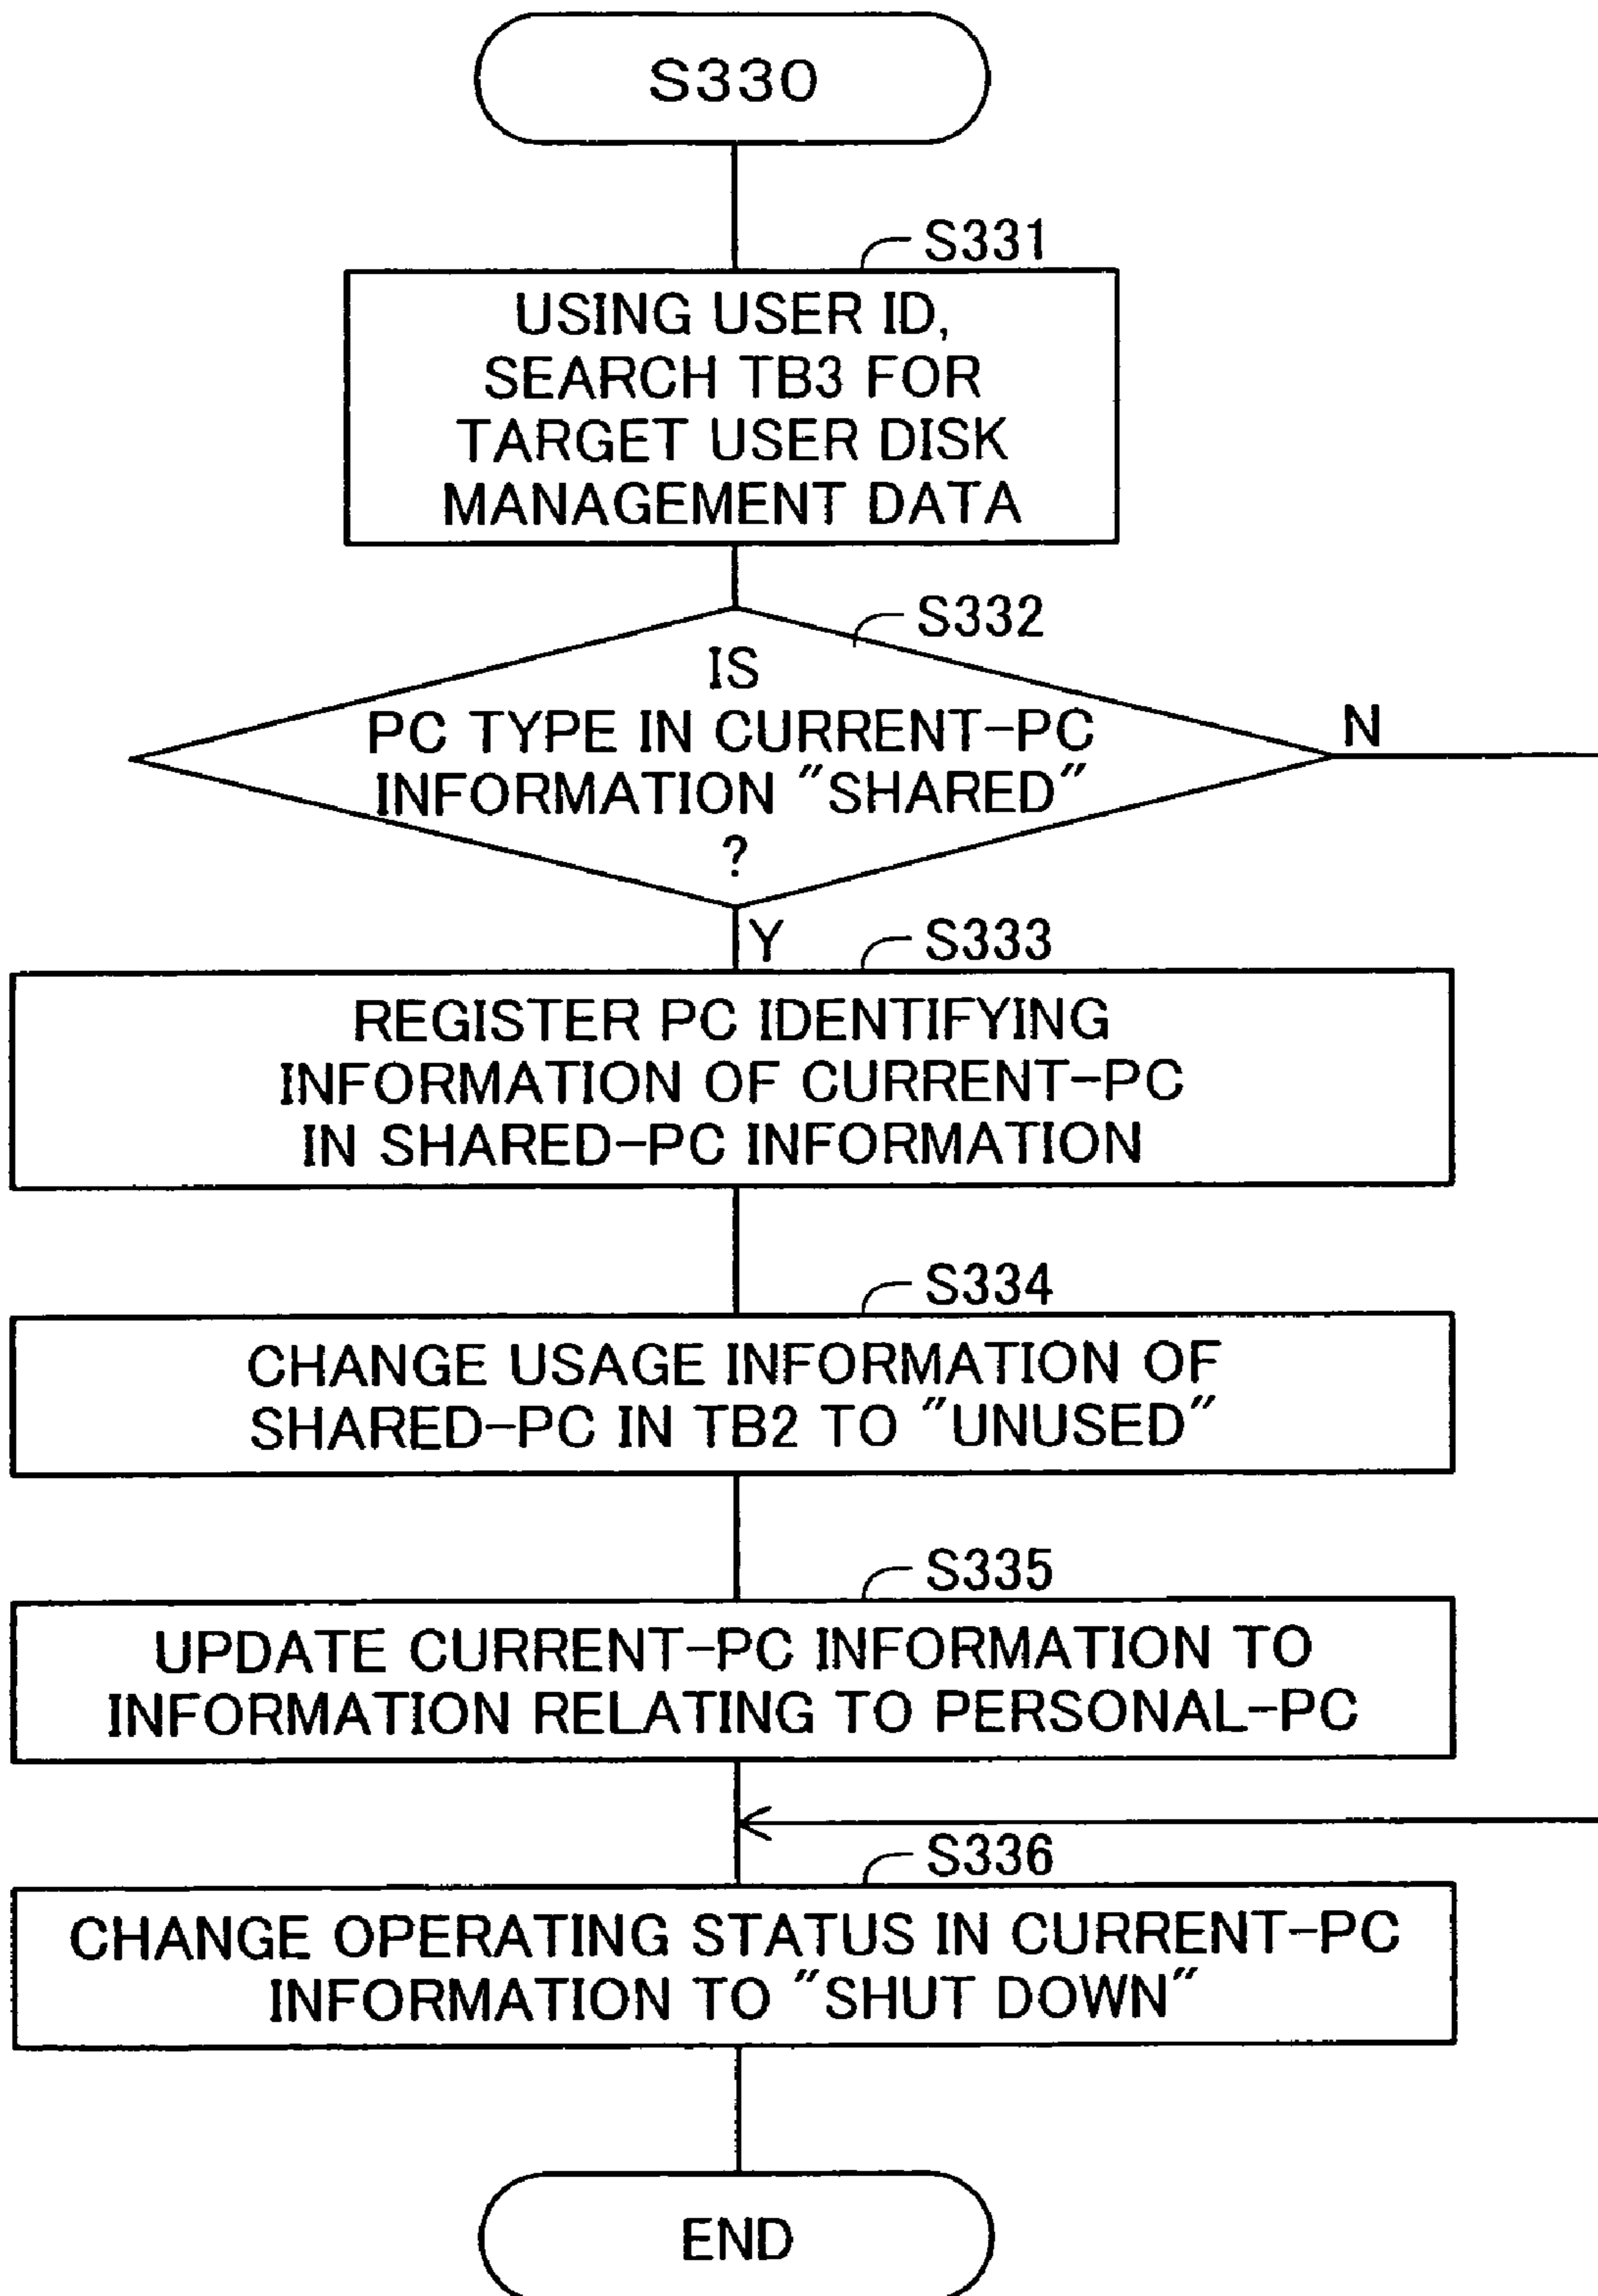 S330
S331
USING USER ID,
SEARCH TB3 FOR
TARGET USER DISK
MANAGEMENT DATA
S332
IS
PC TYPE IN CURRENT-PC
INFORMATION "SHARED"
?
N
Y
S333
REGISTER PC IDENTIFYING
INFORMATION OF CURRENT-PC
IN SHARED-PC INFORMATION
S334
CHANGE USAGE INFORMATION OF
SHARED-PC IN TB2 TO "UNUSED"
S335
UPDATE CURRENT-PC INFORMATION TO
INFORMATION RELATING TO PERSONAL-PC
S336
CHANGE OPERATING STATUS IN CURRENT-PC
INFORMATION TO "SHUT DOWN"
END